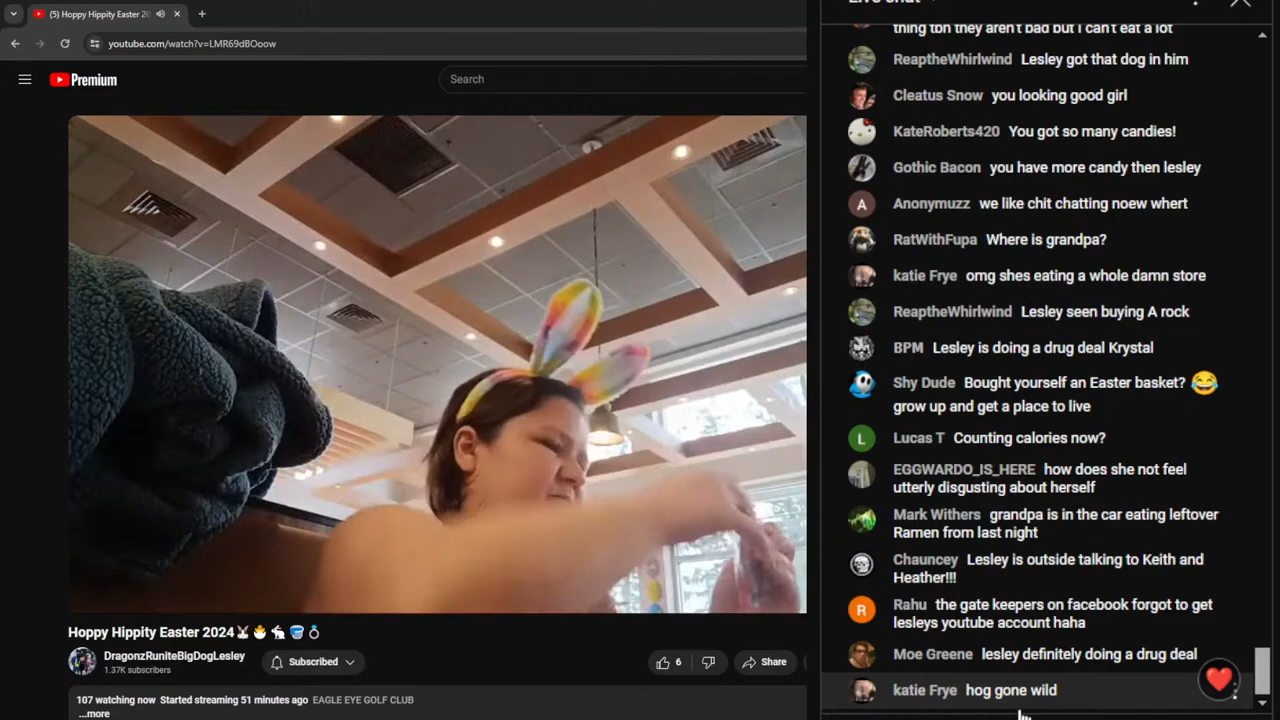 (5) Hoppy Hippity Easter 20
youtube.com/watch?v=LMR69dBOoow
Premium
Search
Hoppy Hippity Easter 2024🐰🐣🐇🪣💍
DragonzRuniteBigDogLesley
1.37K subscribers
Subscribed
6
Share
107 watching now Started streaming 51 minutes ago EAGLE EYE GOLF CLUB
...more
Live chat
thing tbh they aren't bad but I can't eat a lot
ReaptheWhirlwind Lesley got that dog in him
Cleatus Snow you looking good girl
KateRoberts420 You got so many candies!
Gothic Bacon you have more candy then lesley
A Anonymuzz we like chit chatting noew whert
RatWithFupa Where is grandpa?
katie Frye omg shes eating a whole damn store
ReaptheWhirlwind Lesley seen buying A rock
BPM Lesley is doing a drug deal Krystal
Shy Dude Bought yourself an Easter basket? 😂
grow up and get a place to live
L Lucas T Counting calories now?
EGGWARDO_IS_HERE how does she not feel
utterly disgusting about herself
Mark Withers grandpa is in the car eating leftover
Ramen from last night
Chauncey Lesley is outside talking to Keith and
Heather!!!
R Rahu the gate keepers on facebook forgot to get
lesleys youtube account haha
Moe Greene lesley definitely doing a drug deal
katie Frye hog gone wild